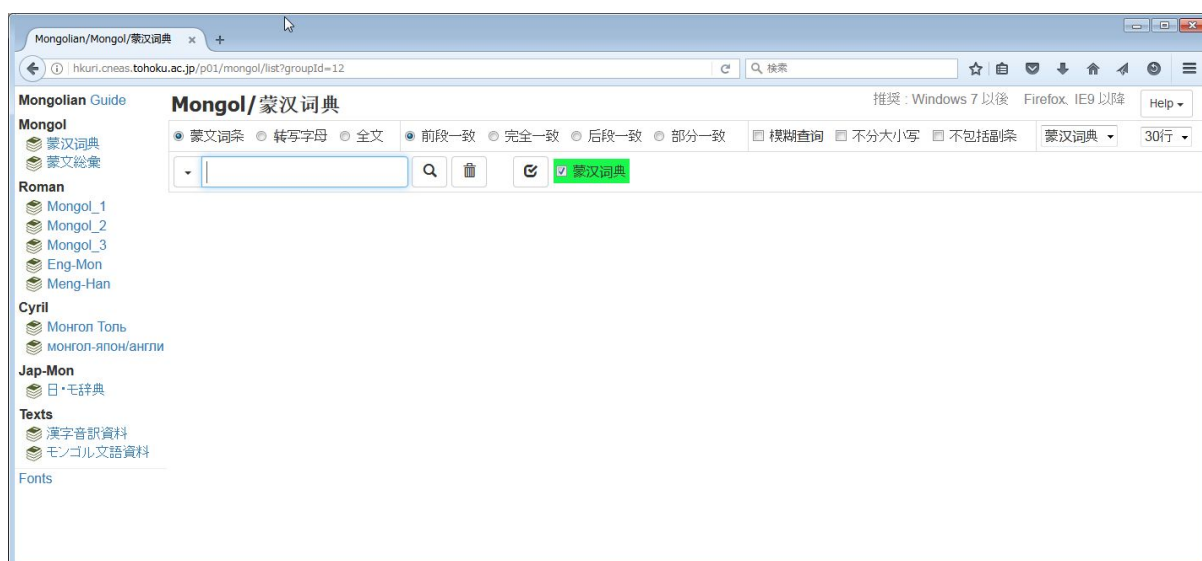 Mongolian/Mongol/蒙汉词典 × +
hkuri.cneas.tohoku.ac.jp/p01/mongol/list?groupId=12 検索
Mongolian Guide
Mongol
蒙汉词典
蒙文総彙
Roman
Mongol_1
Mongol_2
Mongol_3
Eng-Mon
Meng-Han
Cyril
Монгол Толь
монгол-япон/англи
Jap-Mon
日・モ辞典
Texts
漢字音訳資料
モンゴル文語資料
Fonts
Mongol/蒙汉词典
推奨 : Windows 7 以後 Firefox, IE9 以降 Help
蒙文词条 转写字母 全文 前段一致 完全一致 后段一致 部分一致 模糊查询 不分大小写 不包括副条 蒙汉词典 30行
蒙汉词典